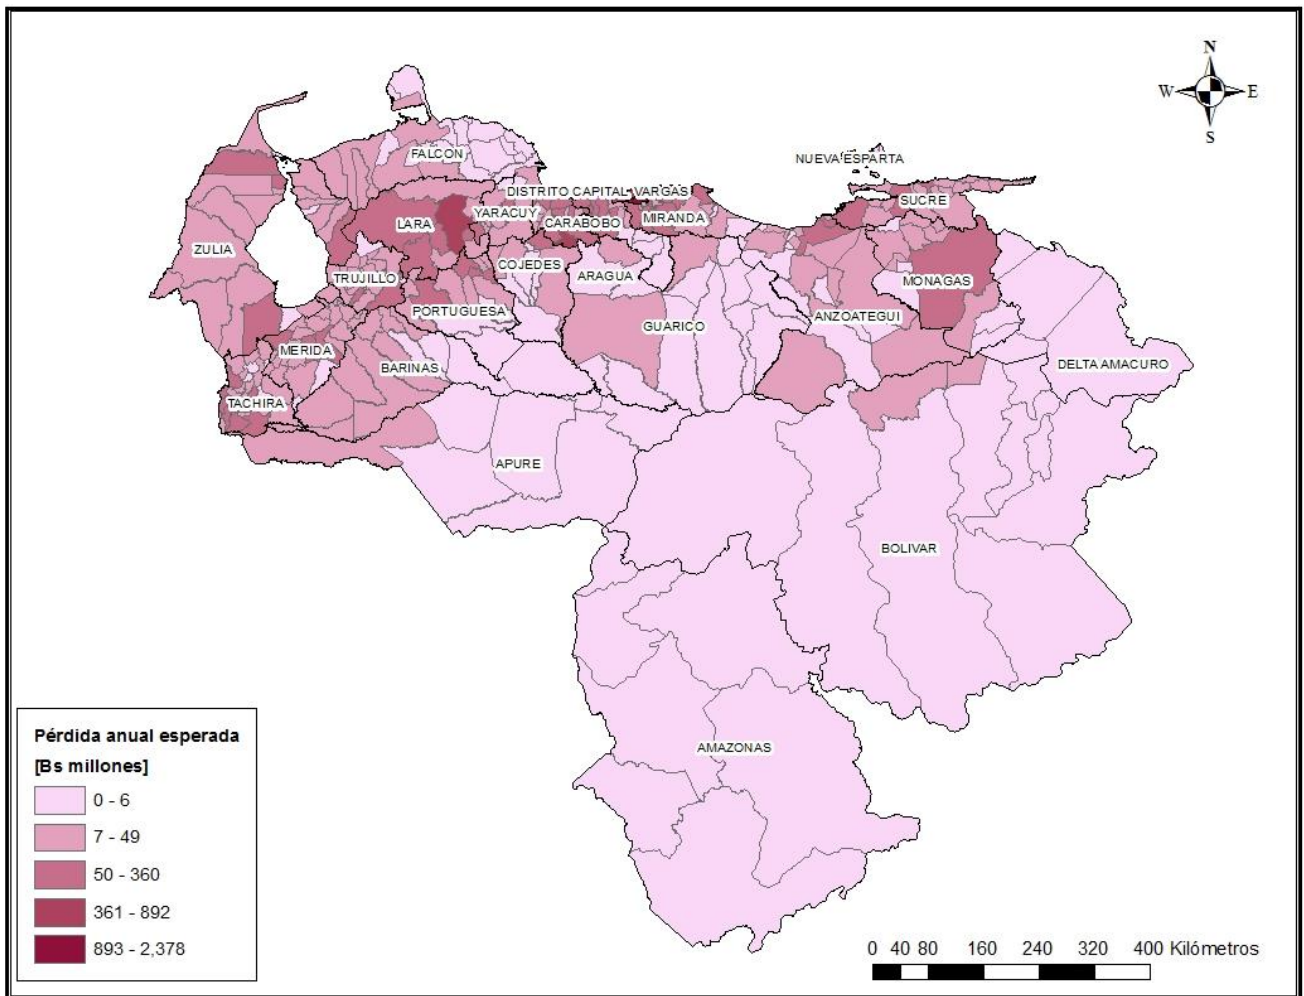 N
W E
S
NUEVA ESPARTA
FALCON
DISTRITO CAPITAL VARGAS
SUCRE
LARA
YARACUY
CARABOBO
MIRANDA
ZULIA
COJEDES
TRUJILLO
ARAGUA
MONAGAS
PORTUGUESA
GUARICO
ANZOATEGUI
MERIDA
BARINAS
DELTA AMACURO
TACHIRA
APURE
BOLIVAR
AMAZONAS
Pérdida anual esperada
[Bs millones]
0 - 6
7 - 49
50 - 360
361 - 892
893 - 2,378
0 40 80 160 240 320 400 Kilómetros